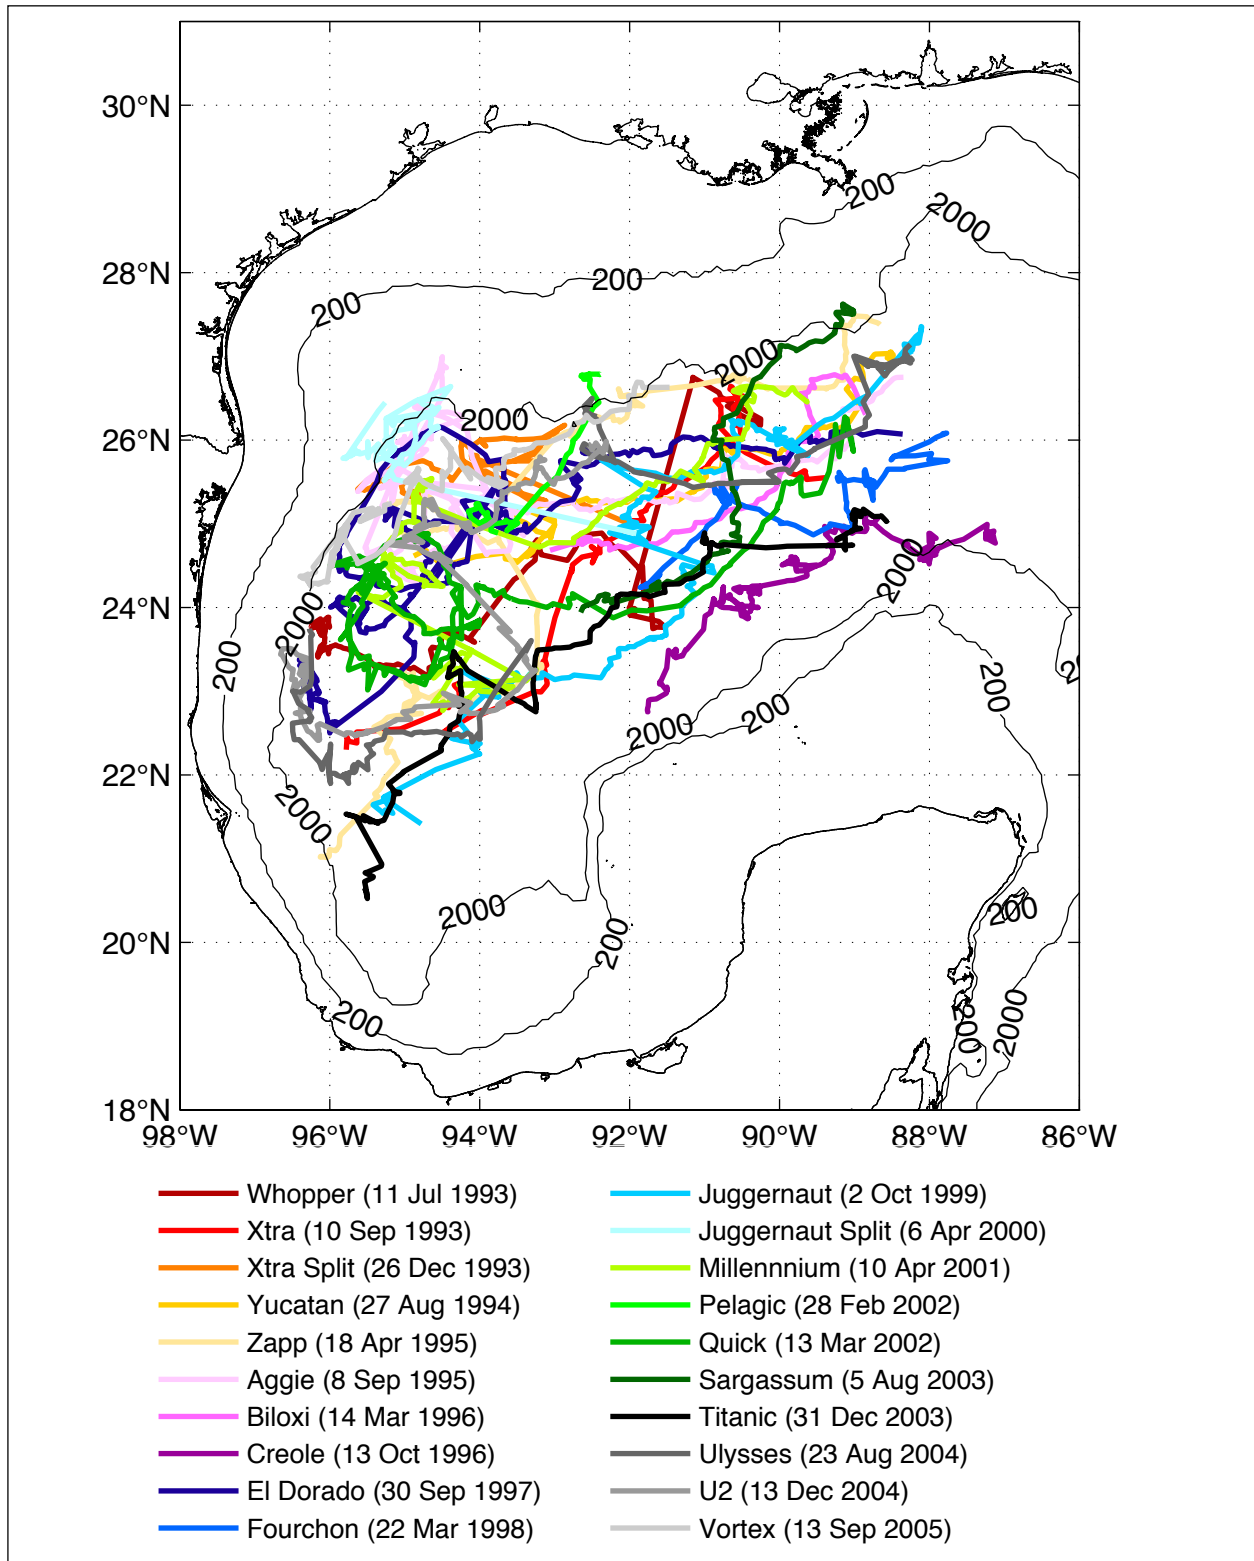 30°N
200
2000
28°N
200
200
2000
2000
26°N
24°N
2000
2000
200
200
20
2000
200
22°N
2000
2000
200
20°N
200
200
2000
200
18°N
98°W 96°W 94°W 92°W 90°W 88°W 86°W
Whopper (11 Jul 1993)
Xtra (10 Sep 1993)
Xtra Split (26 Dec 1993)
Yucatan (27 Aug 1994)
Zapp (18 Apr 1995)
Aggie (8 Sep 1995)
Biloxi (14 Mar 1996)
Creole (13 Oct 1996)
El Dorado (30 Sep 1997)
Fourchon (22 Mar 1998)
Juggernaut (2 Oct 1999)
Juggernaut Split (6 Apr 2000)
Millennnium (10 Apr 2001)
Pelagic (28 Feb 2002)
Quick (13 Mar 2002)
Sargassum (5 Aug 2003)
Titanic (31 Dec 2003)
Ulysses (23 Aug 2004)
U2 (13 Dec 2004)
Vortex (13 Sep 2005)